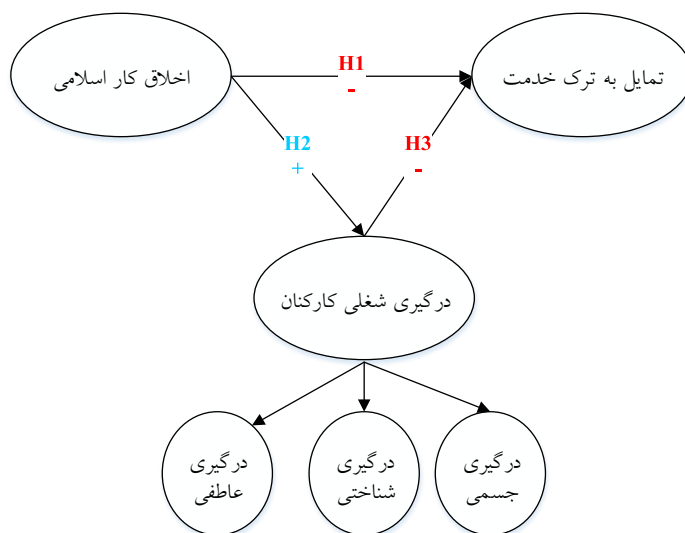 اخلاق کار اسلامی
H1
-
تمایل به ترک خدمت
H2
+
H3
-
درگیری شغلی کارکنان
درگیری
جسمی
درگیری
شناختی
درگیری
عاطفی